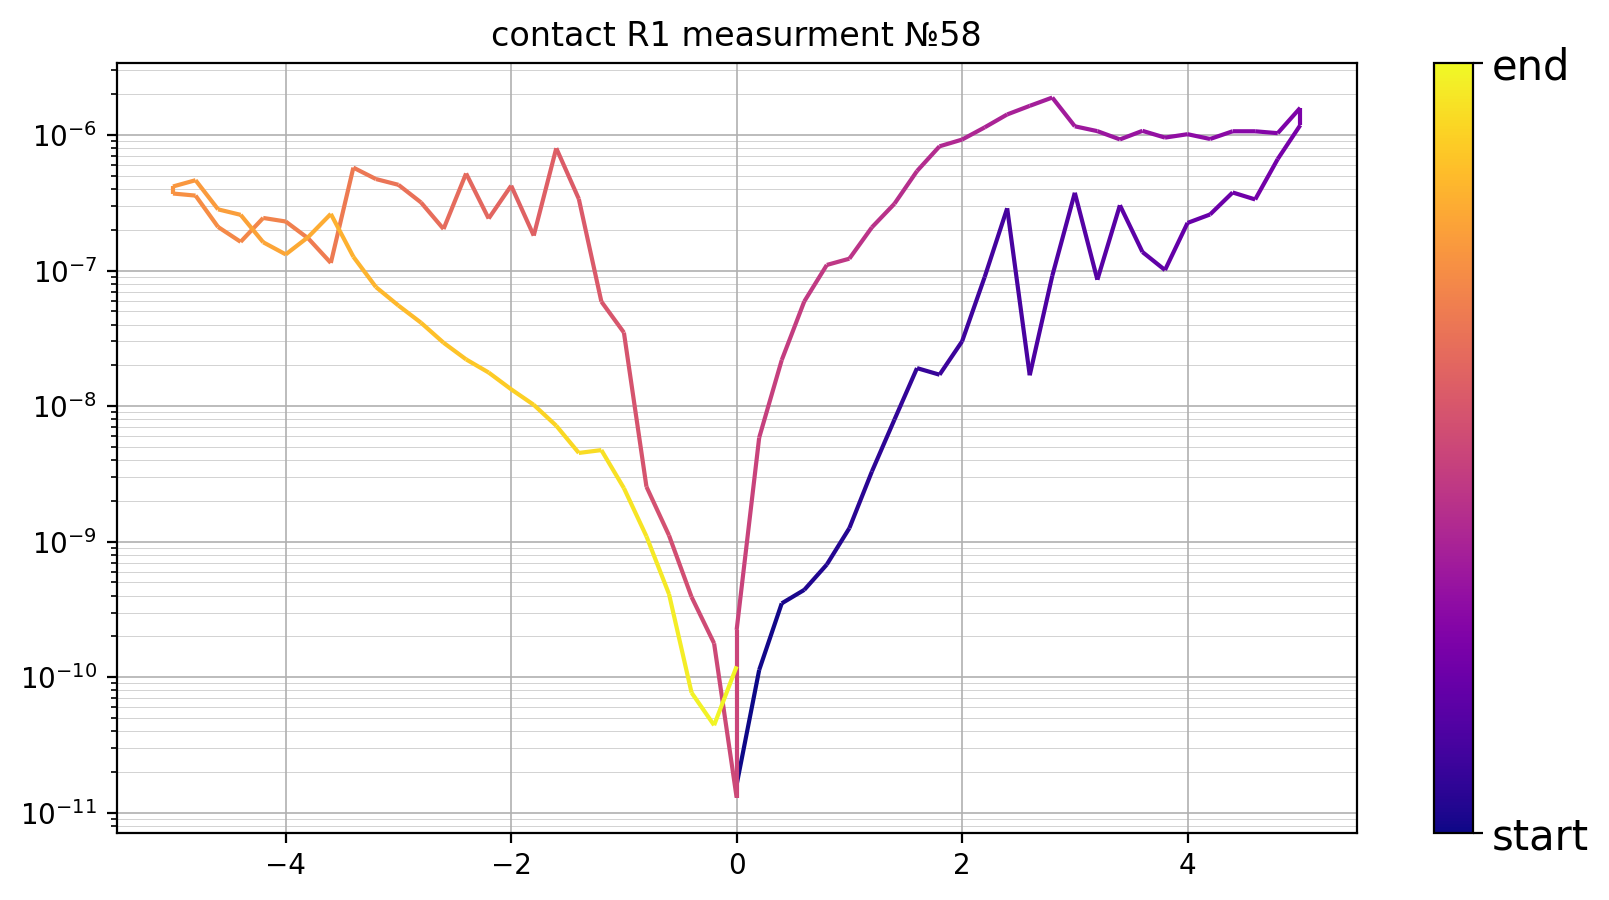 contact R1 measurment №58
end
10⁻⁶
10⁻⁷
10⁻⁸
10⁻⁹
10⁻¹⁰
10⁻¹¹
start
−4 −2 0 2 4